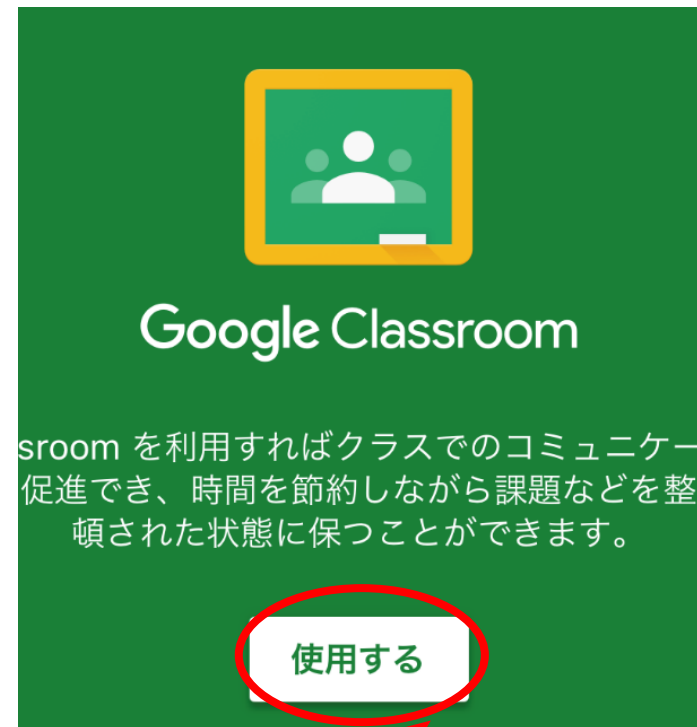 Google Classroom
sroom を利用すればクラスでのコミュニケー
促進でき、時間を節約しながら課題などを整
頓された状態に保つことができます。
使用する